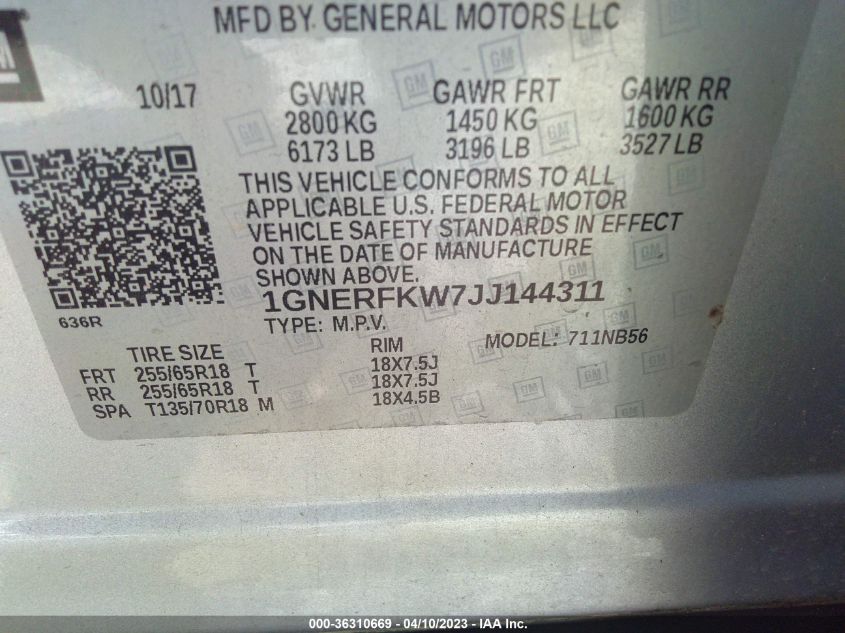 MFD BY GENERAL MOTORS LLC
GM
10/17 GVWR GAWR FRT GAWR RR
2800 KG 1450 KG 1600 KG
6173 LB 3196 LB 3527 LB
THIS VEHICLE CONFORMS TO ALL
APPLICABLE U.S. FEDERAL MOTOR
VEHICLE SAFETY STANDARDS IN EFFECT
ON THE DATE OF MANUFACTURE
SHOWN ABOVE.
1GNERFKW7JJ144311
636R
TYPE: M.P.V. MODEL: 711NB56
TIRE SIZE RIM
FRT 255/65R18 T 18X7.5J
RR 255/65R18 T 18X7.5J
SPA T135/70R18 M 18X4.5B
000-36310669 - 04/10/2023 - IAA Inc.